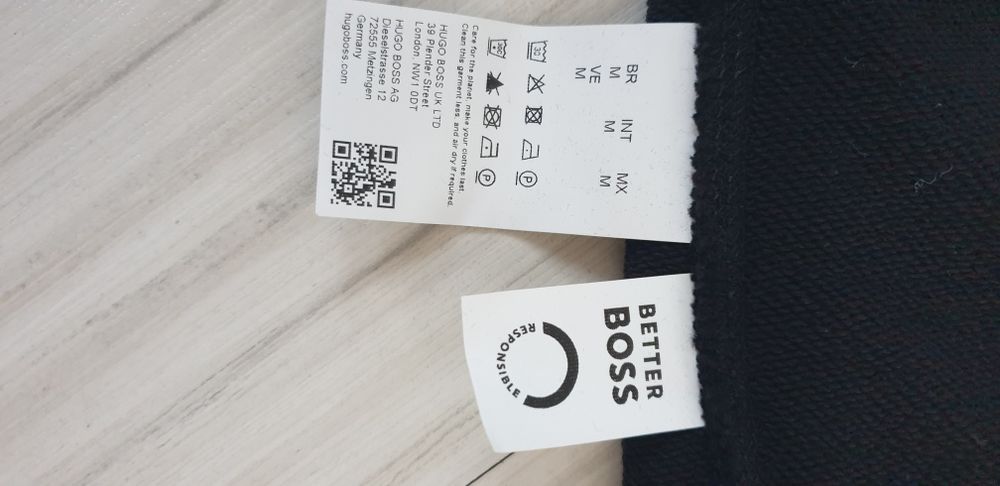 BR INT MX
M M M
VE
M
30
30°C
P
P
Care for the planet, make your clothes last.
Clean this garment less, and air dry if required.
HUGO BOSS UK LTD
39 Plender Street
London, NW1 0DT
HUGO BOSS AG
Dieselstrasse 12
72555 Metzingen
Germany
hugoboss.com
BETTER
BOSS
RESPONSIBLE